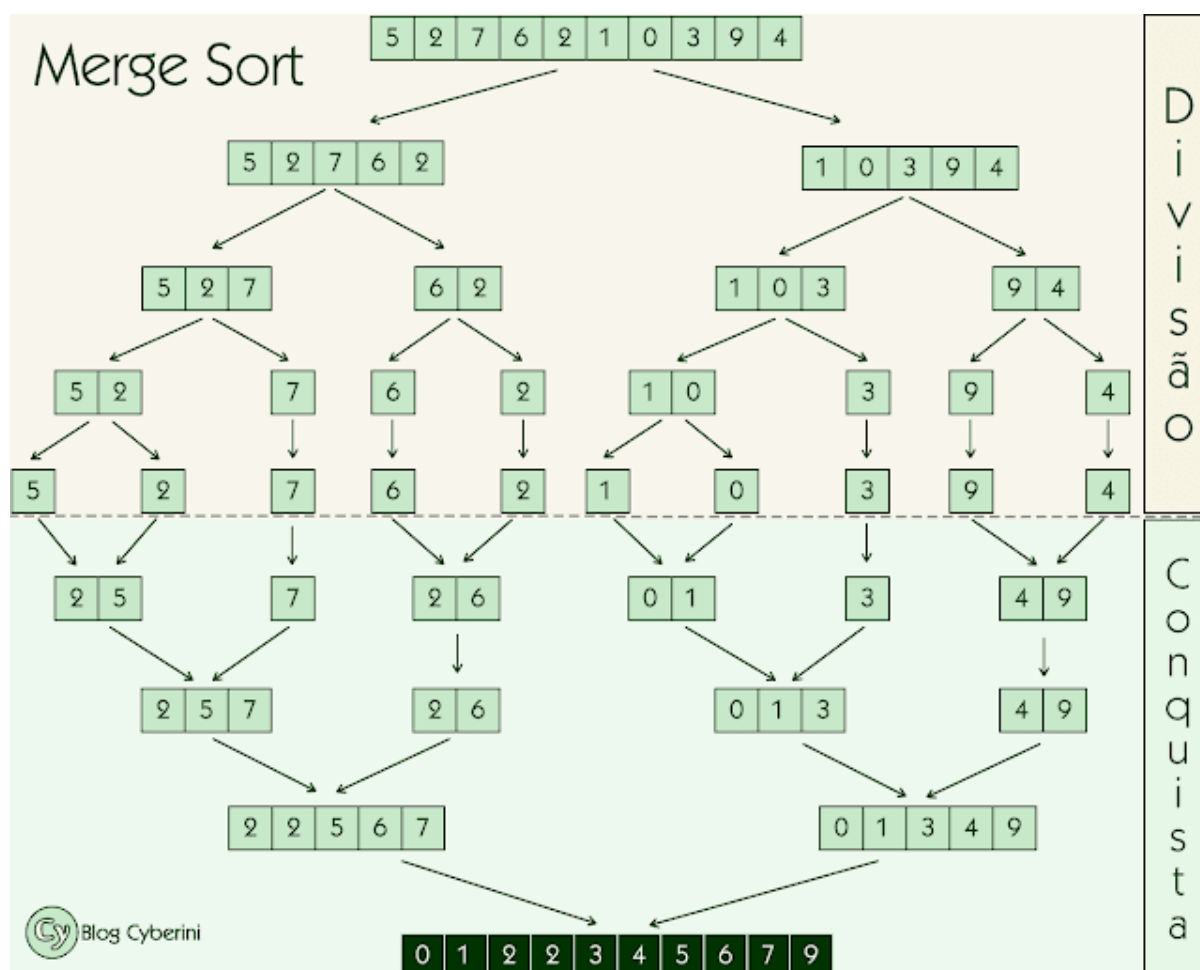 Merge Sort
5 2 7 6 2 1 0 3 9 4
5 2 7 6 2
1 0 3 9 4
5 2 7
6 2
1 0 3
9 4
5 2
7
6
2
1 0
3
9
4
5
2
7
6
2
1
0
3
9
4
Divisão
2 5
7
2 6
0 1
3
4 9
2 5 7
2 6
0 1 3
4 9
2 2 5 6 7
0 1 3 4 9
Conquista
Cy Blog Cyberini
0 1 2 2 3 4 5 6 7 9